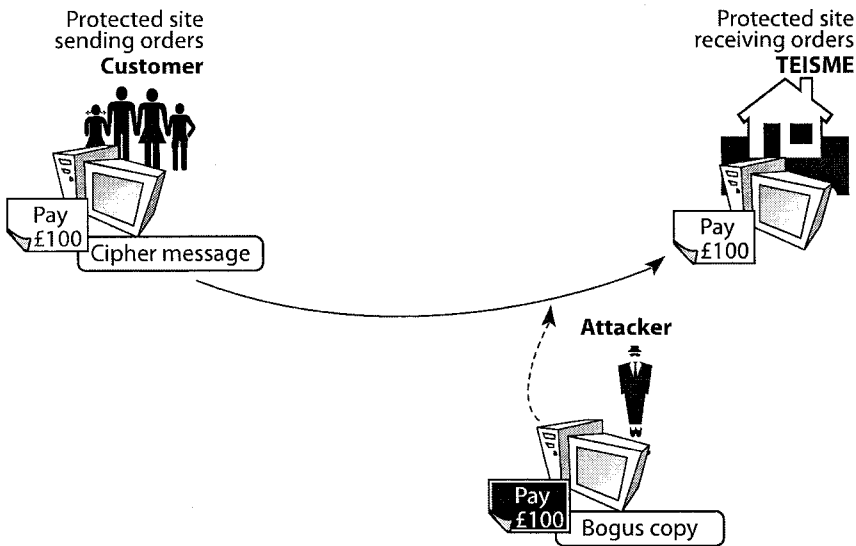 Protected site
sending orders
Customer
Pay
£100
Cipher message
Protected site
receiving orders
TEISME
Pay
£100
Attacker
Pay
£100
Bogus copy